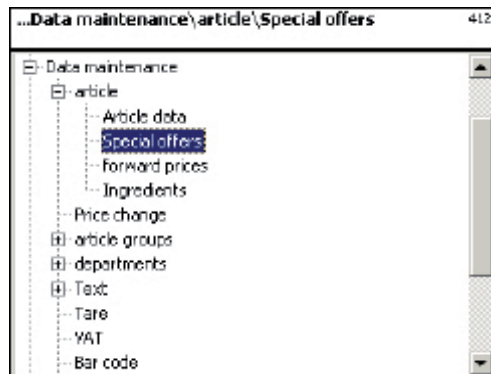 ...Data maintenance\article\Special offers 412
Data maintenance
article
Article data
Special offers
Forward prices
Ingredients
Price change
article groups
departments
Text
Tare
VAT
Bar code